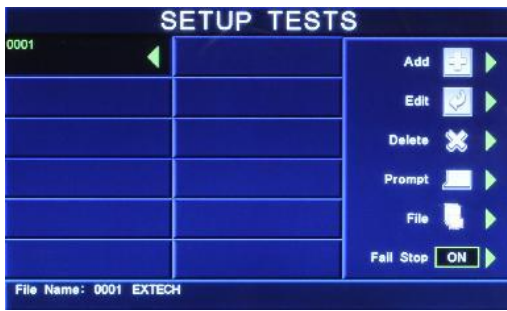 SETUP TESTS
0001
Add
Edit
Delete
Prompt
File
Fail Stop ON
File Name: 0001 EXTECH